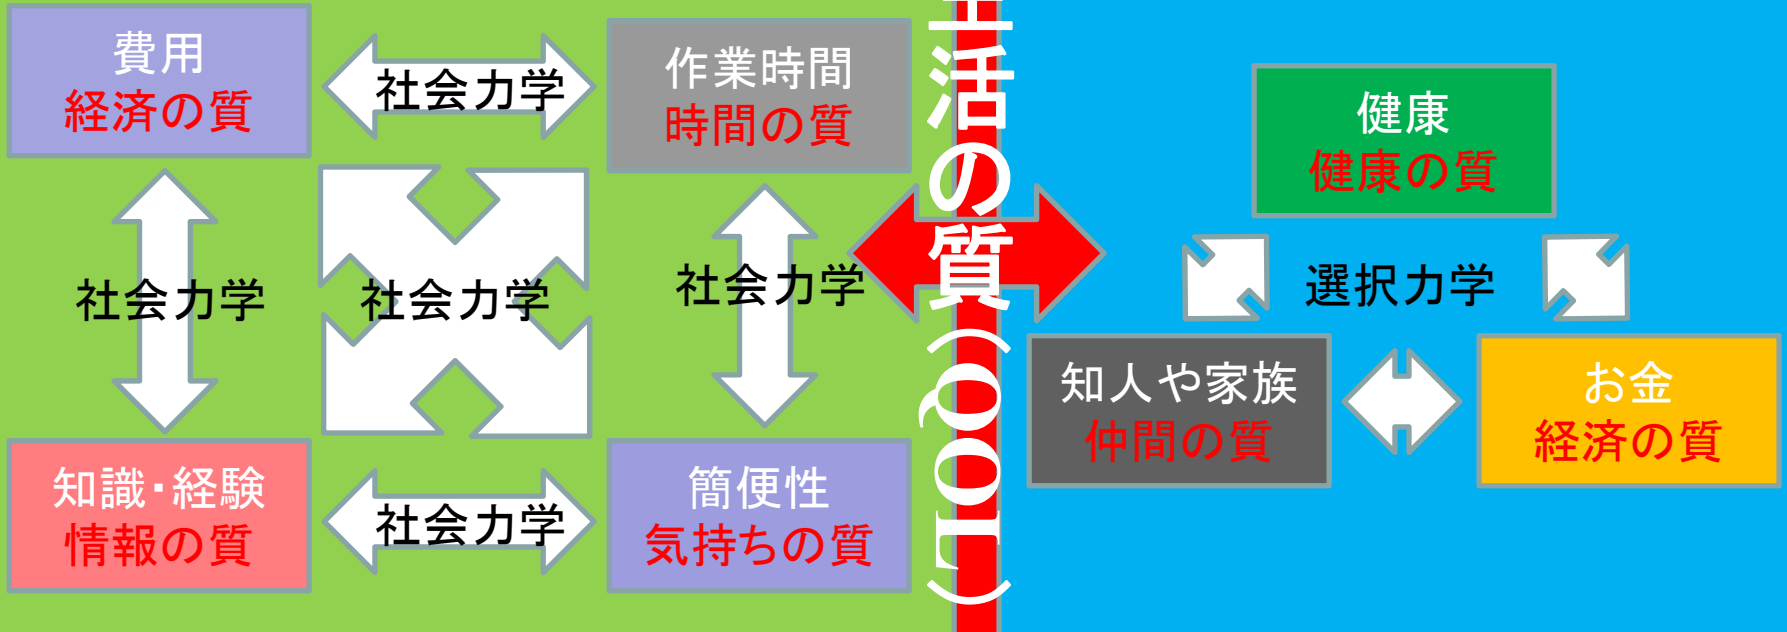 費用
経済の質
社会力学
作業時間
時間の質
社会力学
社会力学
社会力学
知識・経験
情報の質
社会力学
簡便性
気持ちの質
生活の質(QOL)
健康
健康の質
選択力学
知人や家族
仲間の質
お金
経済の質